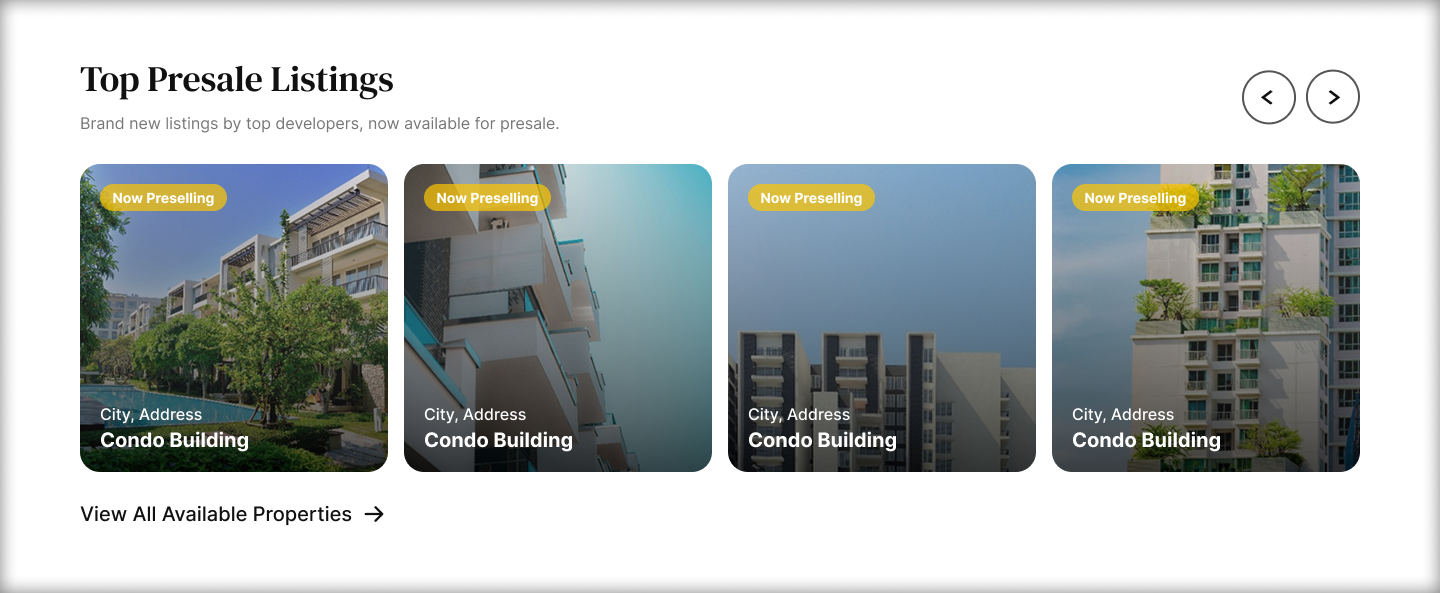 Top Presale Listings
Brand new listings by top developers, now available for presale.
Now Preselling
City, Address
Condo Building
Now Preselling
City, Address
Condo Building
Now Preselling
City, Address
Condo Building
Now Preselling
City, Address
Condo Building
View All Available Properties